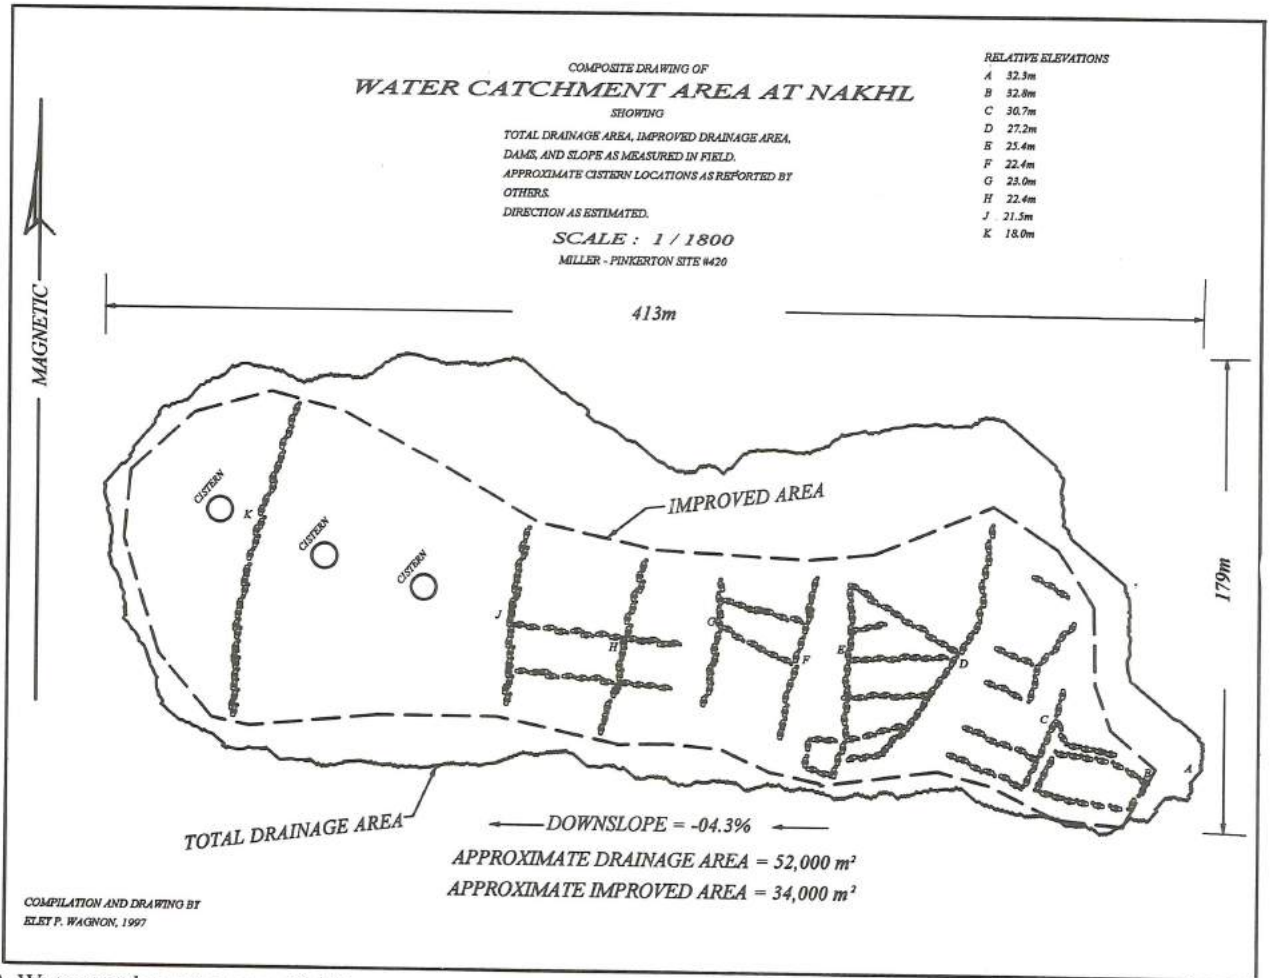 COMPOSITE DRAWING OF
WATER CATCHMENT AREA AT NAKHL
SHOWING
TOTAL DRAINAGE AREA, IMPROVED DRAINAGE AREA,
DAMS, AND SLOPE AS MEASURED IN FIELD.
APPROXIMATE CISTERN LOCATIONS AS REPORTED BY
OTHERS.
DIRECTION AS ESTIMATED.
SCALE : 1 / 1800
MILLER - PINKERTON SITE #420
RELATIVE ELEVATIONS
A 32.3m
B 32.8m
C 30.7m
D 27.2m
E 25.4m
F 22.4m
G 23.0m
H 22.4m
J 21.5m
K 18.0m
MAGNETIC
413m
179m
IMPROVED AREA
CISTERN
K
CISTERN
CISTERN
J
H
G
F
E
D
C
B
A
TOTAL DRAINAGE AREA
DOWNSLOPE = -04.3%
APPROXIMATE DRAINAGE AREA = 52,000 m²
APPROXIMATE IMPROVED AREA = 34,000 m²
COMPILATION AND DRAWING BY
ELET P. WAGNON, 1997